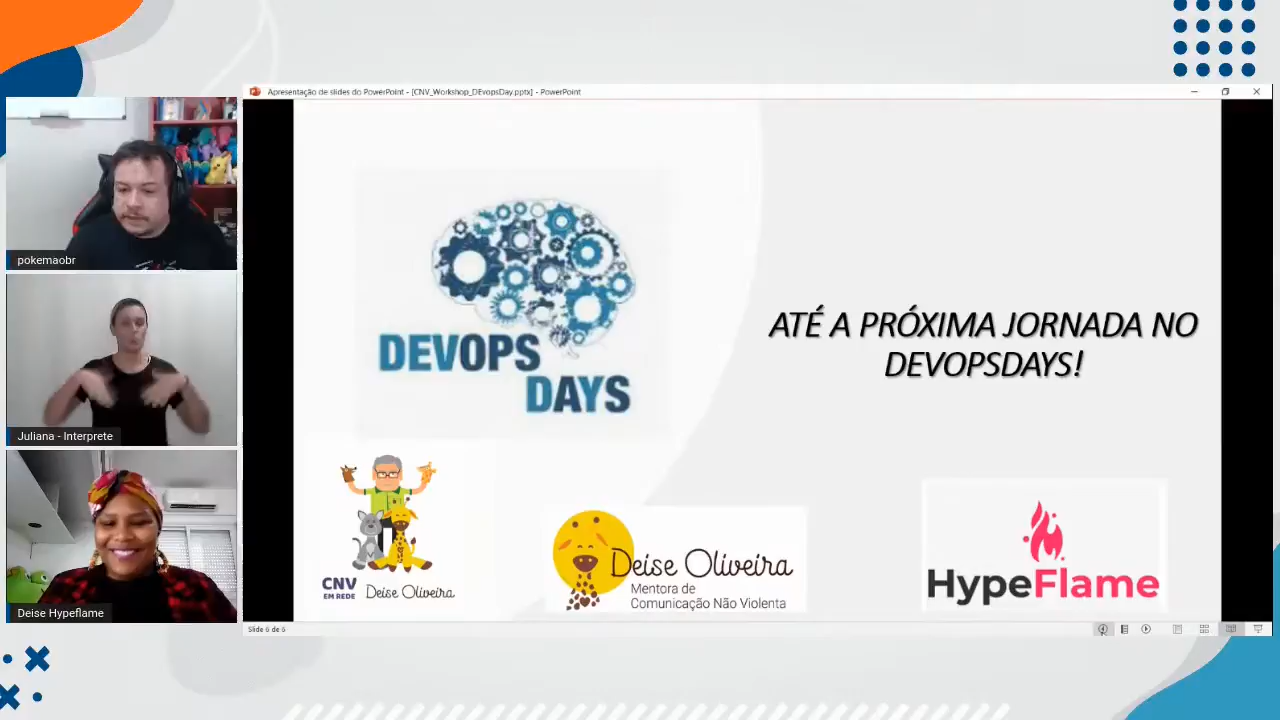 Apresentação de slides do PowerPoint - [CNV_Workshop_DEvopsDay.pptx] - PowerPoint
pokemaobr
Juliana - Interprete
Deise Hypeflame
DEVOPS
DAYS
ATÉ A PRÓXIMA JORNADA NO
DEVOPSDAYS!
CNV
EM REDE
Deise Oliveira
Deise Oliveira
Mentora de
Comunicação Não Violenta
HypeFlame
Slide 6 de 6